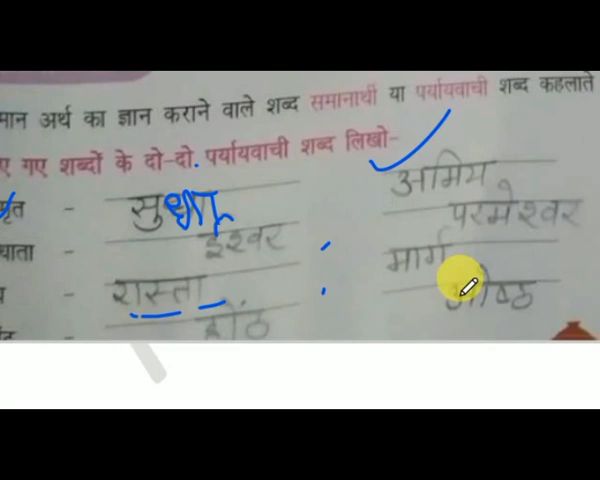 मान अर्थ का ज्ञान कराने वाले शब्द समानार्थी या पर्यायवाची शब्द कहलाते
ए गए शब्दों के दो-दो पर्यायवाची शब्द लिखो-
मृत - सुधा अमिय
धाता - ईश्वर परमेश्वर
- रास्ता मार्ग
- होंठ ओष्ठ